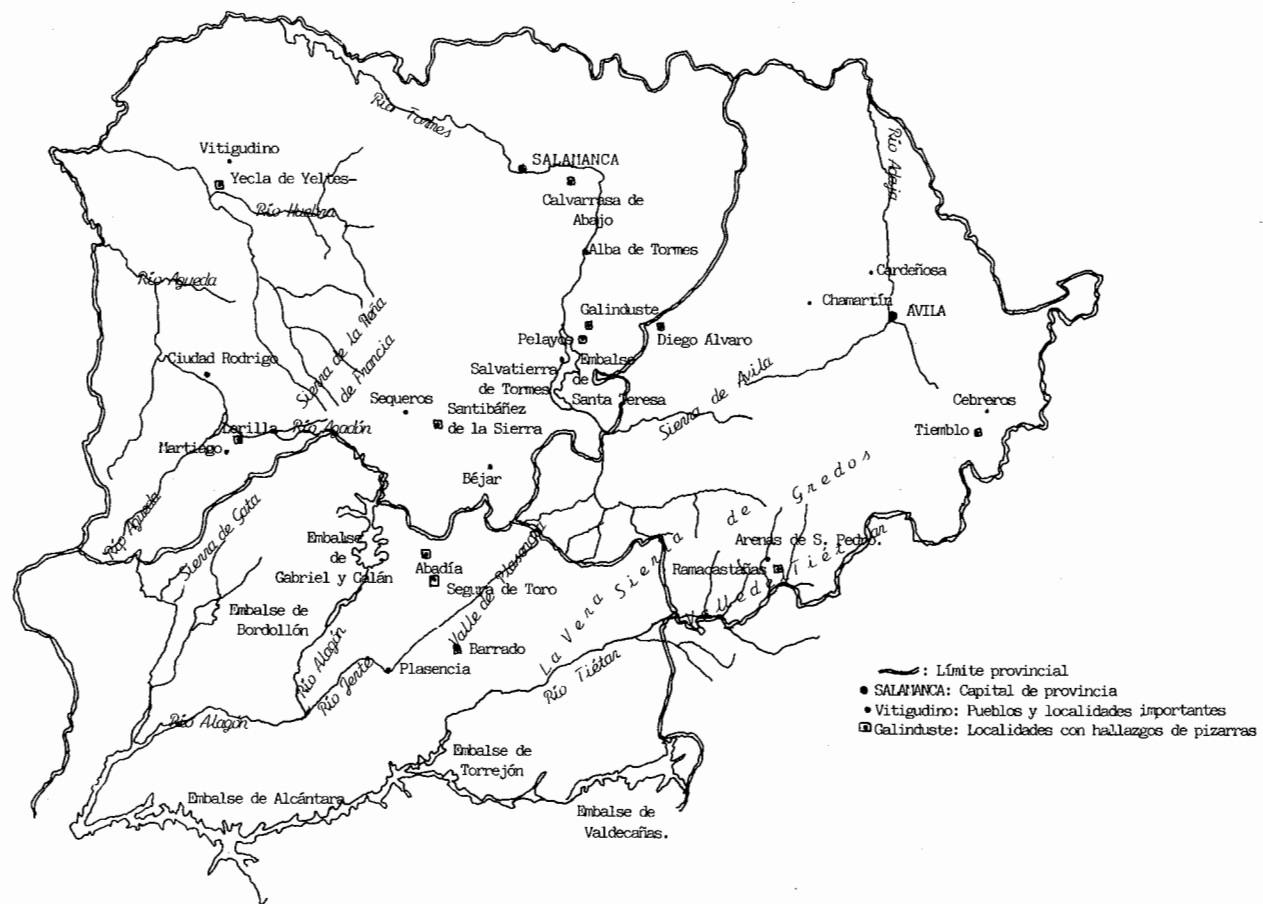 Río Tormes
Vitigudino
SALAMANCA
Yecla de Yeltes-
Calvarrasa de
Abajo
Río Huebra
Río Adaja
Alba de Tormes
Río Agueda
Cardeñosa
Chamartín
AVILA
Galinduste
Pelayos
Diego Alvaro
Ciudad Rodrigo
Sierra de la Peña
de Francia
Salvatierra
de Tormes
Embalse
de
Santa Teresa
Sierra de Avila
Sequeros
Santibáñez
de la Sierra
Cebreros
Tiemblo
Lerilla
Río Agadón
Martiago
Béjar
Río Agueda
Sierra de Gata
Embalse
de
Gabriel y Galán
Abadía
Segura de Toro
Valle de Plasencia
Sierra de Gredos
Arenas de S. Pedro.
Ramacastañas
Valle del Tiétar
Embalse de
Bordollón
La Vera
Barrado
Río Alagón
Plasencia
Río Jerte
Río Tiétar
Río Alagón
Embalse de
Torrejón
Embalse de Alcántara
Embalse de
Valdecañas.
: Límite provincial
SALAMANCA: Capital de provincia
Vitigudino: Pueblos y localidades importantes
Galinduste: Localidades con hallazgos de pizarras